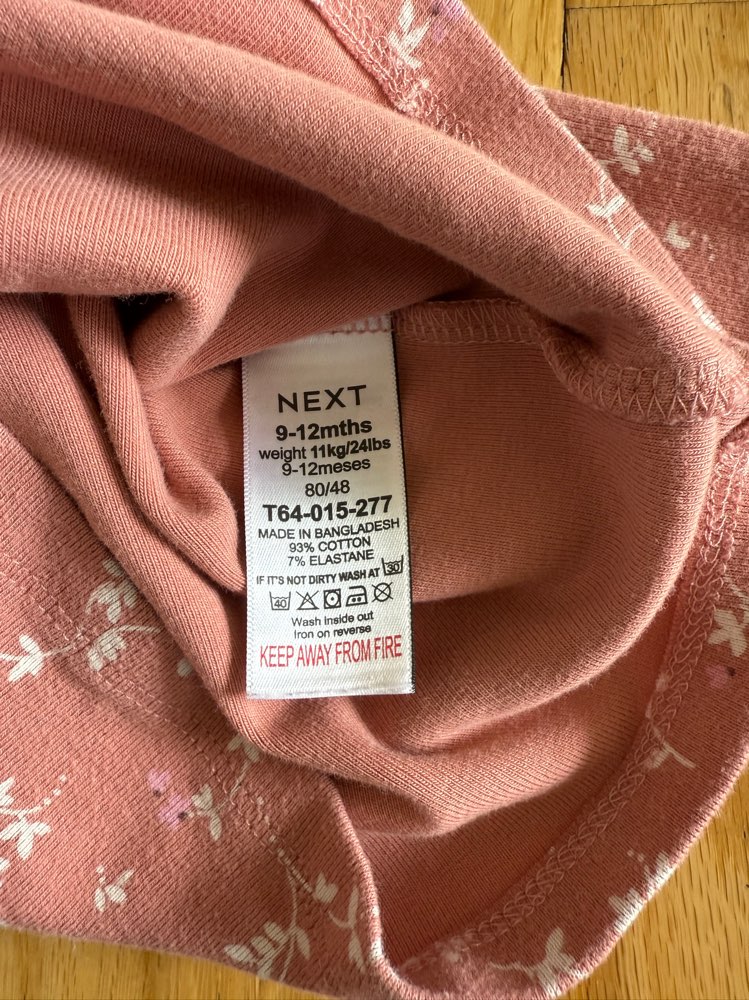 NEXT
9-12mths
weight 11kg/24lbs
9-12meses
80/48
T64-015-277
MADE IN BANGLADESH
93% COTTON
7% ELASTANE
IF IT'S NOT DIRTY WASH AT 30
40
Wash inside out
Iron on reverse
KEEP AWAY FROM FIRE